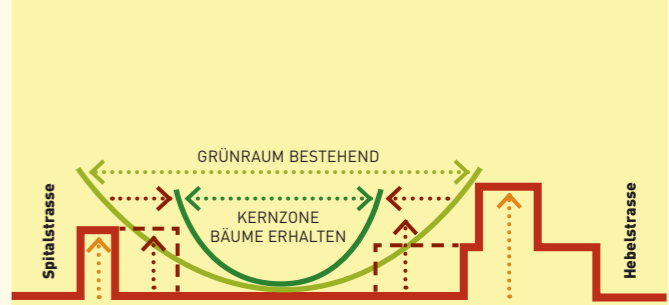 GRÜNRAUM BESTEHEND
Spitalstrasse
KERNZONE
BÄUME ERHALTEN
Hebelstrasse